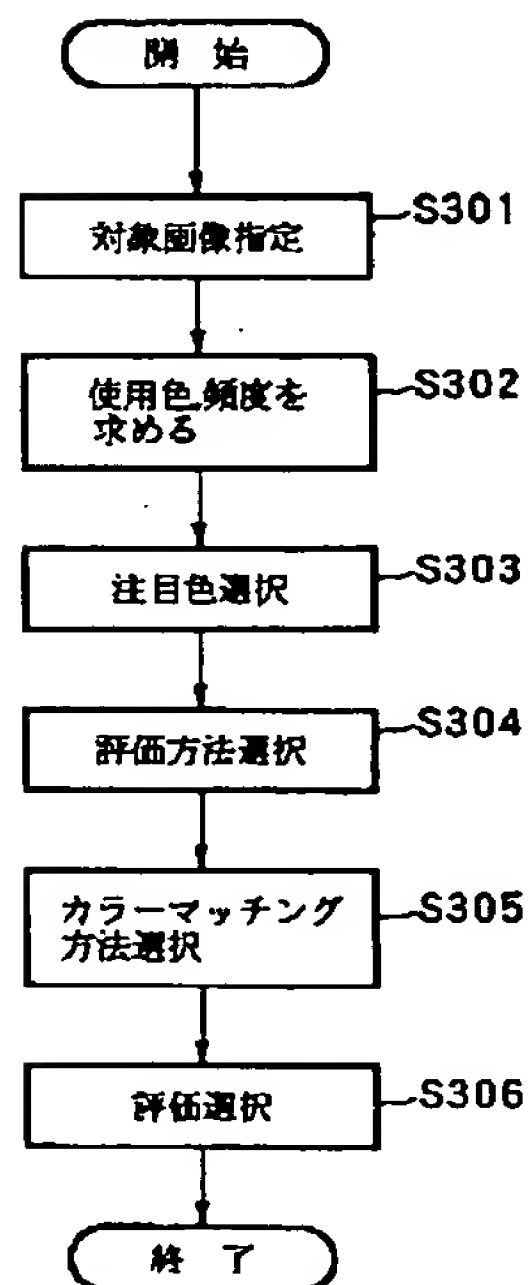 開始
対象画像指定
S301
使用色,頻度を
求める
S302
注目色選択
S303
評価方法選択
S304
カラーマッチング
方法選択
S305
評価選択
S306
終了